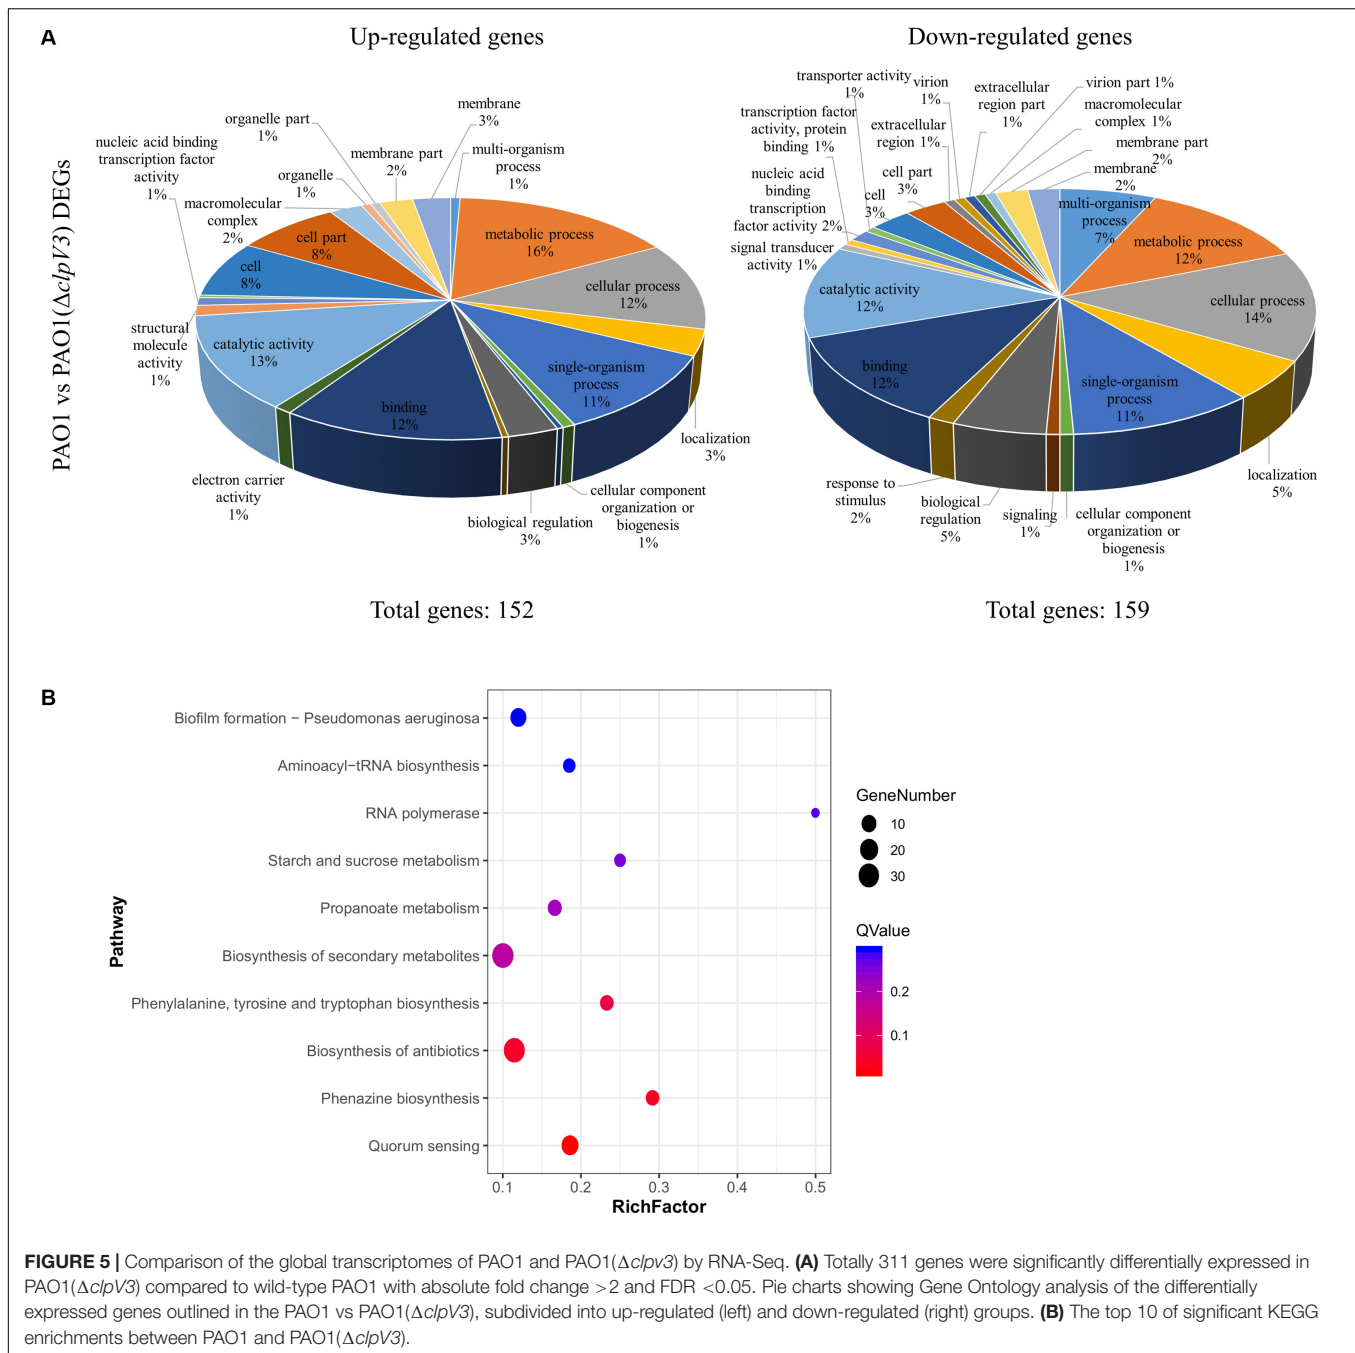 A
Up-regulated genes
Down-regulated genes
PAO1 vs PAO1(ΔclpV3) DEGs
membrane
3%
multi-organism
process
1%
organelle part
1%
membrane part
2%
nucleic acid binding
transcription factor
activity
1%
organelle
1%
macromolecular
complex
2%
cell part
8%
cell
8%
metabolic process
16%
cellular process
12%
structural
molecule
activity
1%
catalytic activity
13%
single-organism
process
11%
binding
12%
localization
3%
electron carrier
activity
1%
biological regulation
3%
cellular component
organization or
biogenesis
1%
Total genes: 152
transporter activity
1%
virion
1%
extracellular
region part
1%
virion part 1%
macromolecular
complex 1%
transcription factor
activity, protein
binding 1%
extracellular
region 1%
membrane part
2%
membrane
2%
nucleic acid
binding
transcription
factor activity 2%
cell part
3%
cell
3%
signal transducer
activity 1%
multi-organism
process
7%
metabolic process
12%
catalytic activity
12%
cellular process
14%
binding
12%
single-organism
process
11%
localization
5%
response to
stimulus
2%
biological
regulation
5%
signaling
1%
cellular component
organization or
biogenesis
1%
Total genes: 159
B
Pathway
Biofilm formation − Pseudomonas aeruginosa
Aminoacyl−tRNA biosynthesis
RNA polymerase
Starch and sucrose metabolism
Propanoate metabolism
Biosynthesis of secondary metabolites
Phenylalanine, tyrosine and tryptophan biosynthesis
Biosynthesis of antibiotics
Phenazine biosynthesis
Quorum sensing
0.1 0.2 0.3 0.4 0.5
RichFactor
GeneNumber
10
20
30
QValue
0.2
0.1
FIGURE 5 | Comparison of the global transcriptomes of PAO1 and PAO1(Δclpv3) by RNA-Seq. (A) Totally 311 genes were significantly differentially expressed in
PAO1(ΔclpV3) compared to wild-type PAO1 with absolute fold change >2 and FDR <0.05. Pie charts showing Gene Ontology analysis of the differentially
expressed genes outlined in the PAO1 vs PAO1(ΔclpV3), subdivided into up-regulated (left) and down-regulated (right) groups. (B) The top 10 of significant KEGG
enrichments between PAO1 and PAO1(ΔclpV3).